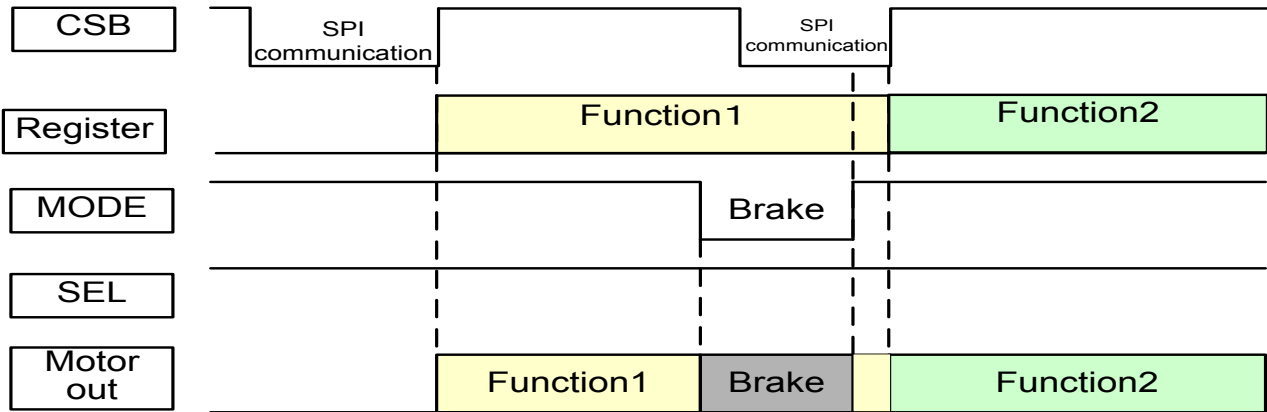 CSB
SPI
communication
SPI
communication
Register
Function1
Function2
MODE
Brake
SEL
Motor
out
Function1
Brake
Function2